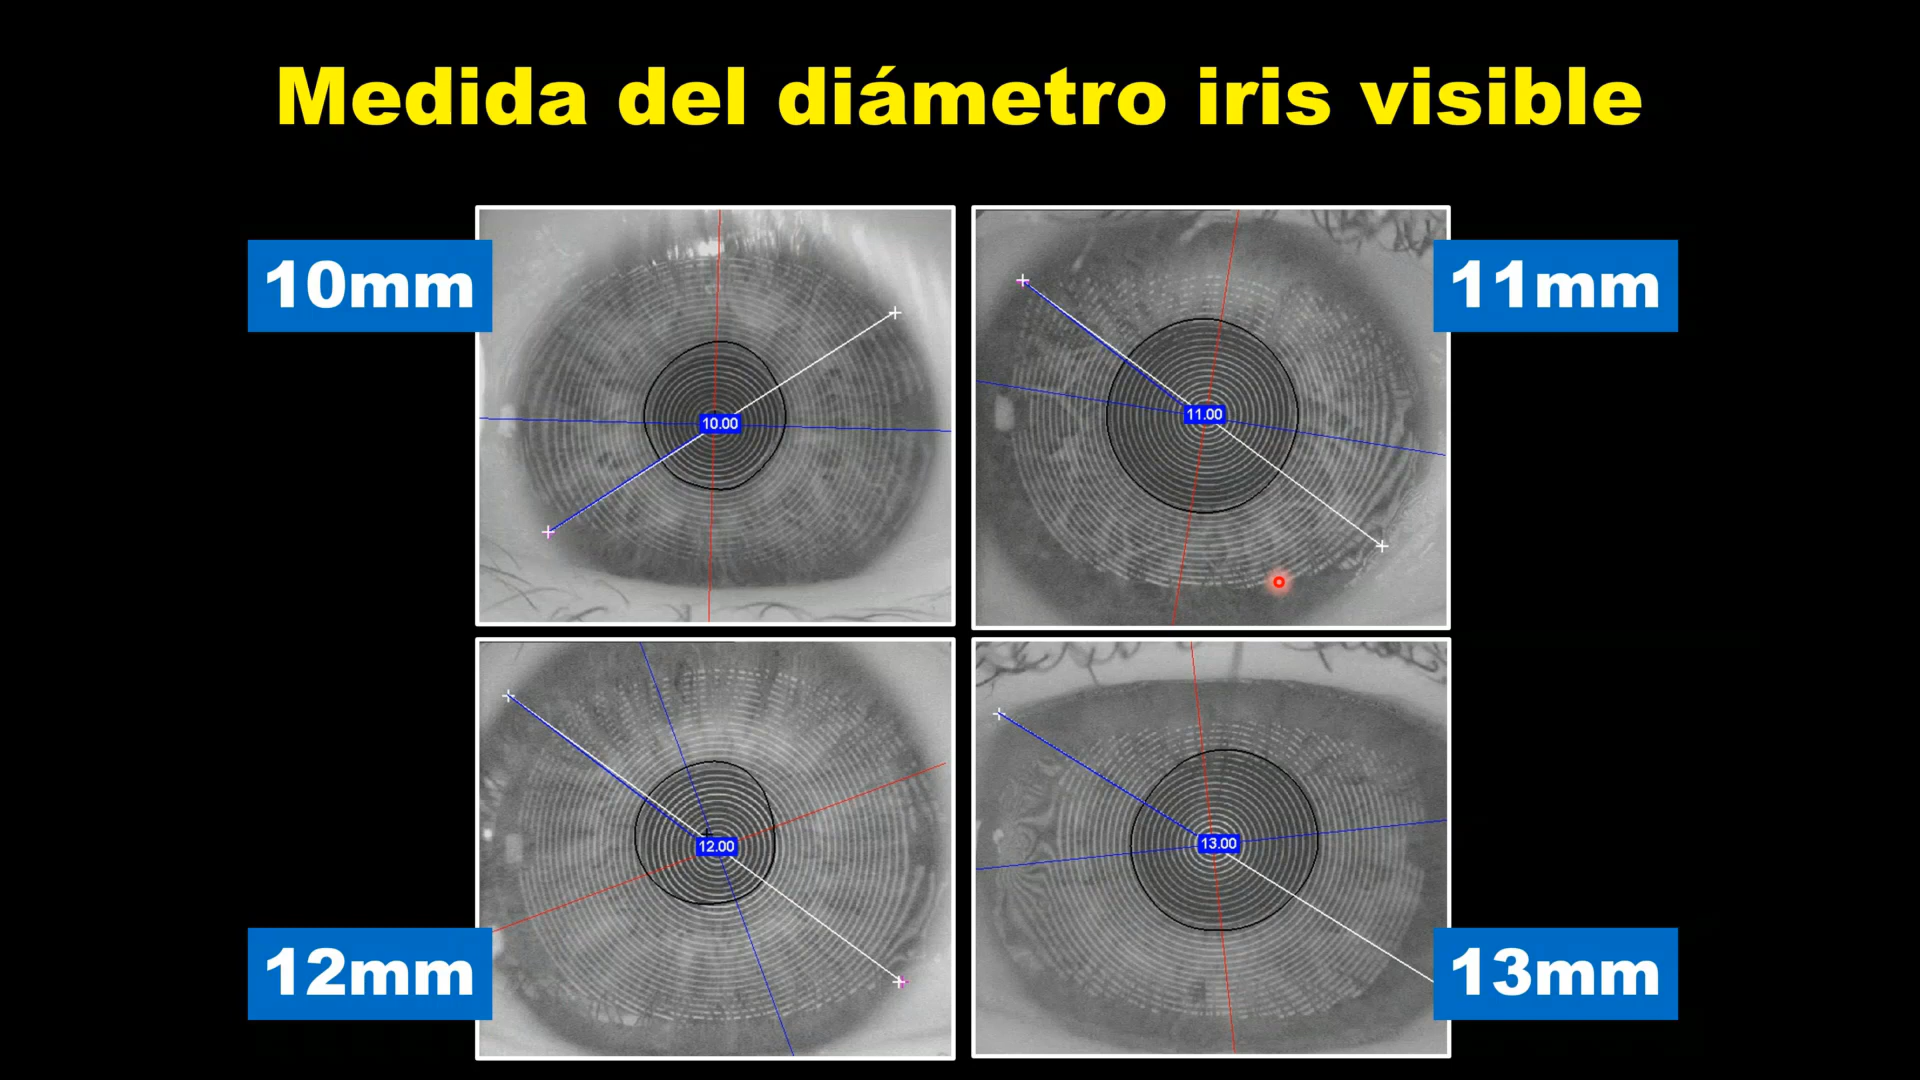 Medida del diámetro iris visible
10mm
10.00
11.00
11mm
12mm
12.00
13.00
13mm